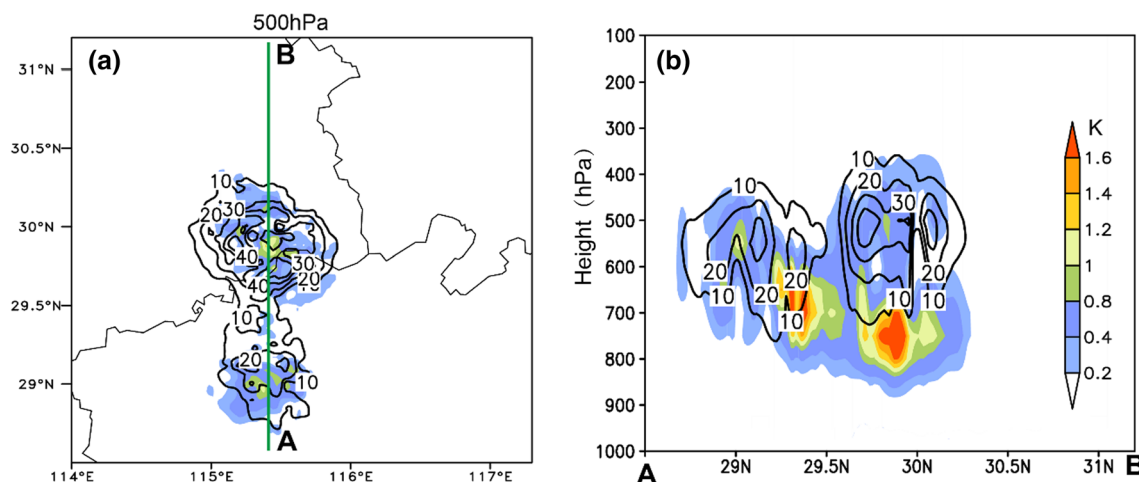 500hPa
(a)
B
31°N
30.5°N
30°N
29.5°N
29°N
10
20
30
40
40
30
20
10
20
10
A
114°E
115°E
116°E
117°E
(b)
Height (hPa)
100
200
300
400
500
600
700
800
900
1000
10
20
10
20
20
10
10
20
30
20
10
10
K
1.6
1.4
1.2
1
0.8
0.4
0.2
A
29N
29.5N
30N
30.5N
31N
B